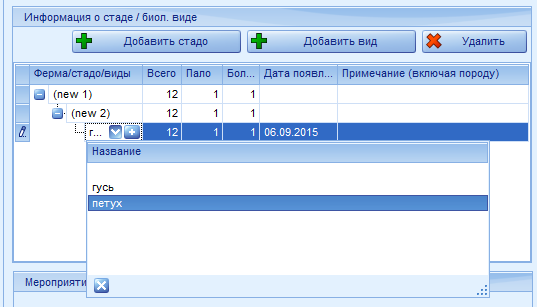 Информация о стаде / биол. виде
Добавить стадо Добавить вид Удалить
Ферма/стадо/виды Всего Пало Бол... Дата появл... Примечание (включая породу)
(new 1) 12 1 1
(new 2) 12 1 1
г... 12 1 1 06.09.2015
Название
гусь
петух
Мероприяти